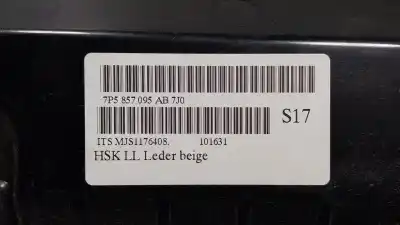 7P5 857 095 AB 7J0
S17
ITS MJS1176408. 101631
HSK LL Leder beige